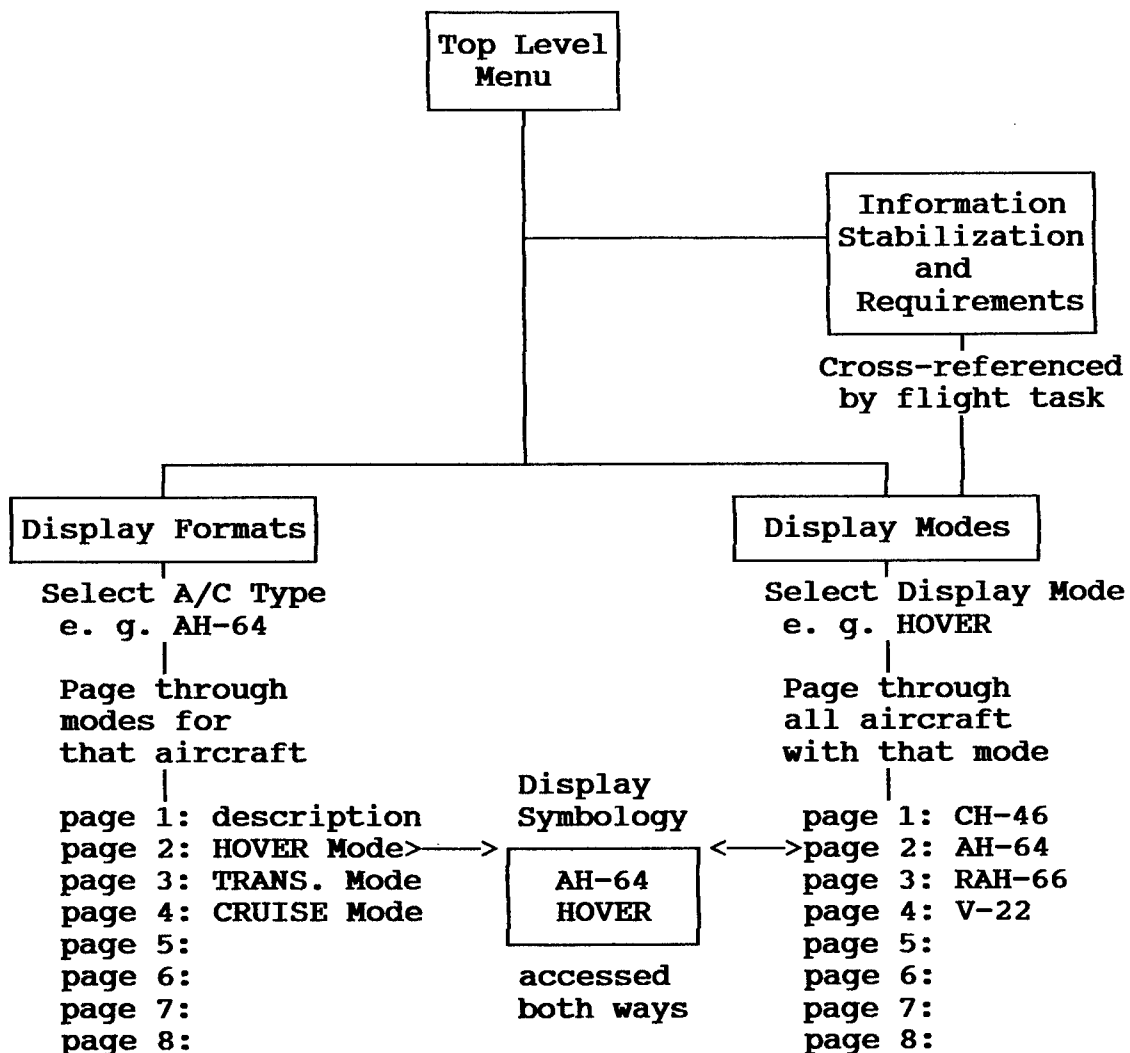 Top Level
Menu
Information
Stabilization
and
Requirements
Cross-referenced
by flight task
Display Formats
Select A/C Type
e. g. AH-64
Page through
modes for
that aircraft
page 1: description
page 2: HOVER Mode>
page 3: TRANS. Mode
page 4: CRUISE Mode
page 5:
page 6:
page 7:
page 8:
Display
Symbology
AH-64
HOVER
accessed
both ways
Display Modes
Select Display Mode
e. g. HOVER
Page through
all aircraft
with that mode
page 1: CH-46
page 2: AH-64
page 3: RAH-66
page 4: V-22
page 5:
page 6:
page 7:
page 8: